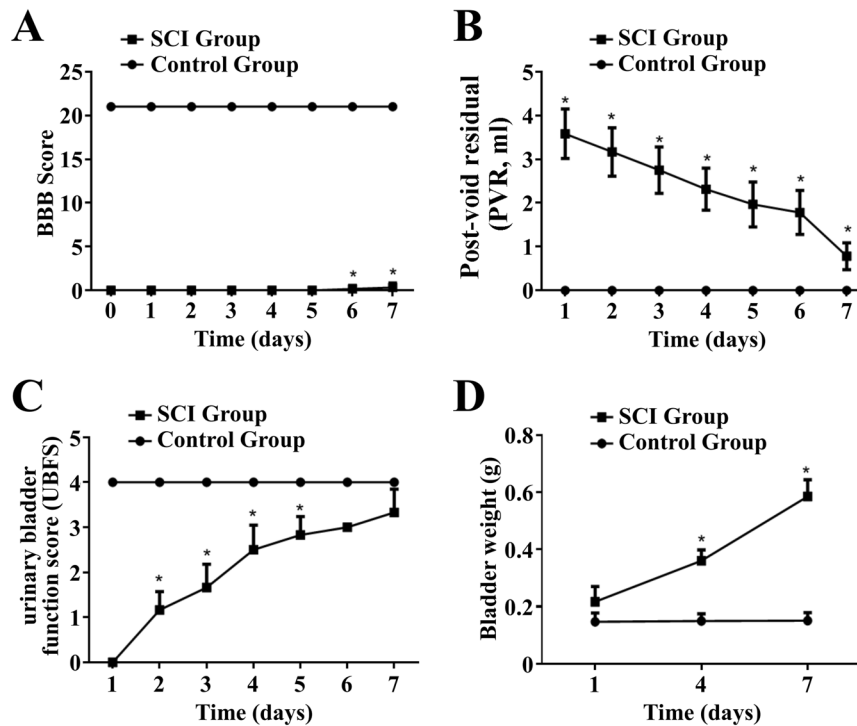 A
SCI Group
Control Group
BBB Score
25
20
15
10
5
0
0 1 2 3 4 5 6 7
* *
Time (days)
B
SCI Group
Control Group
Post-void residual
(PVR, ml)
5
4
3
2
1
0
* * * * * * *
1 2 3 4 5 6 7
Time (days)
C
SCI Group
Control Group
urinary bladder
function score (UBFS)
5
4
3
2
1
0
* * * *
1 2 3 4 5 6 7
Time (days)
D
SCI Group
Control Group
Bladder weight (g)
0.8
0.6
0.4
0.2
0.0
* *
1 4 7
Time (days)